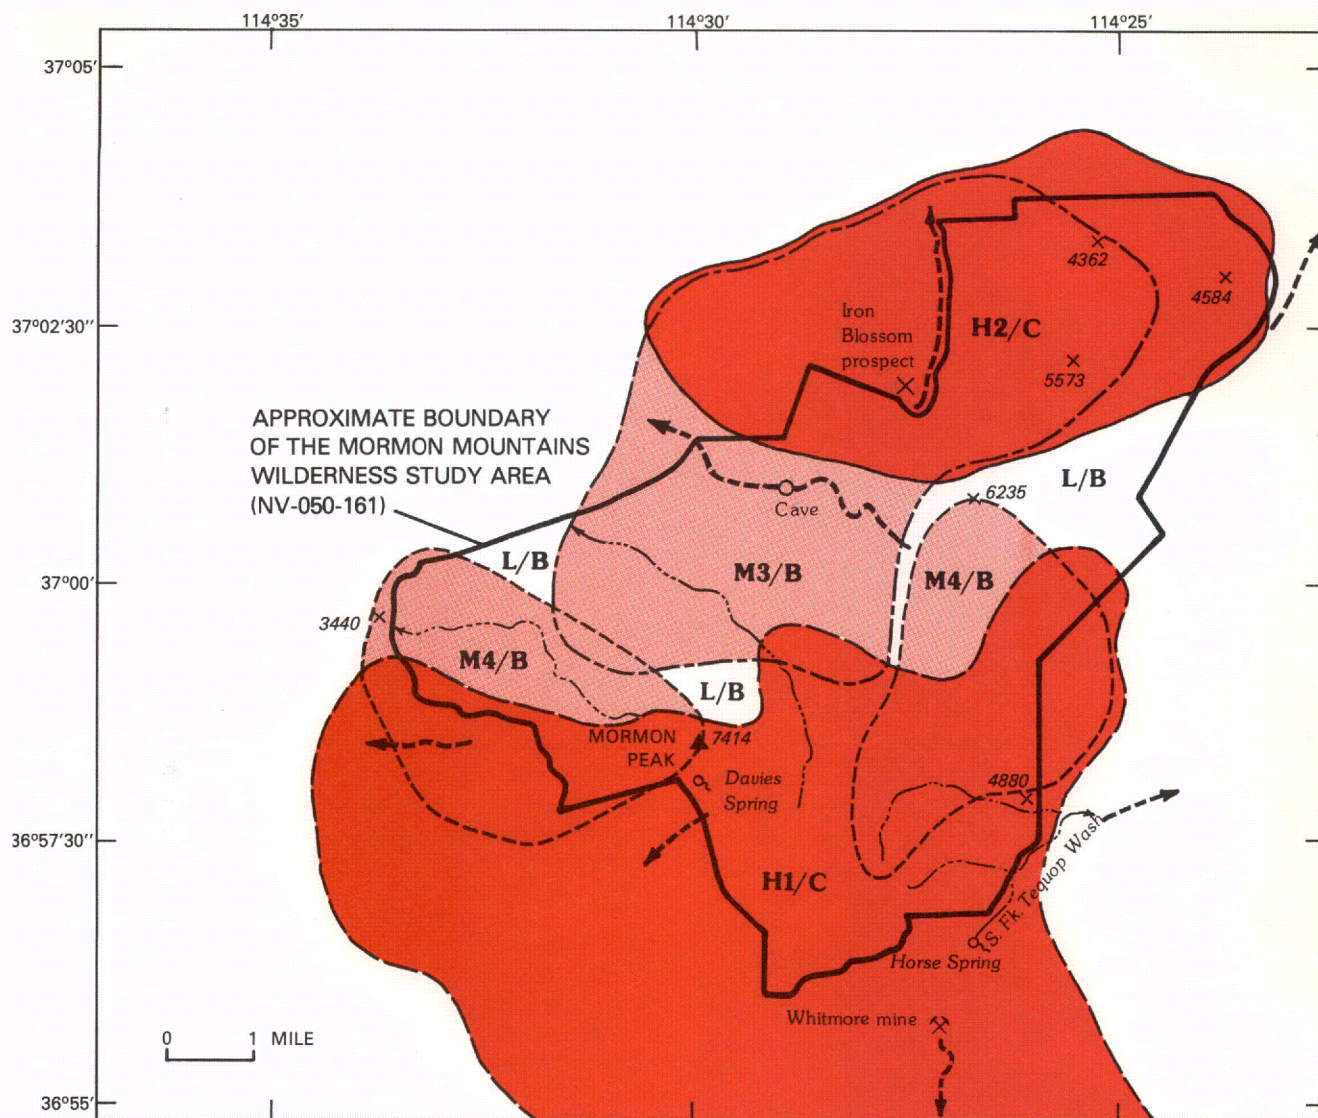 114°35′
114°30′
114°25′
37°05′
4362
4584
37°02′30″
Iron
Blossom
prospect
H2/C
5573
APPROXIMATE BOUNDARY
OF THE MORMON MOUNTAINS
WILDERNESS STUDY AREA
(NV-050-161)
L/B
6235
Cave
L/B
37°00′
M3/B
M4/B
3440
M4/B
L/B
MORMON
PEAK
7414
Davies
Spring
4880
36°57′30″
H1/C
S. Fk. Tequop Wash
Horse Spring
Whitmore mine
0 1 MILE
36°55′